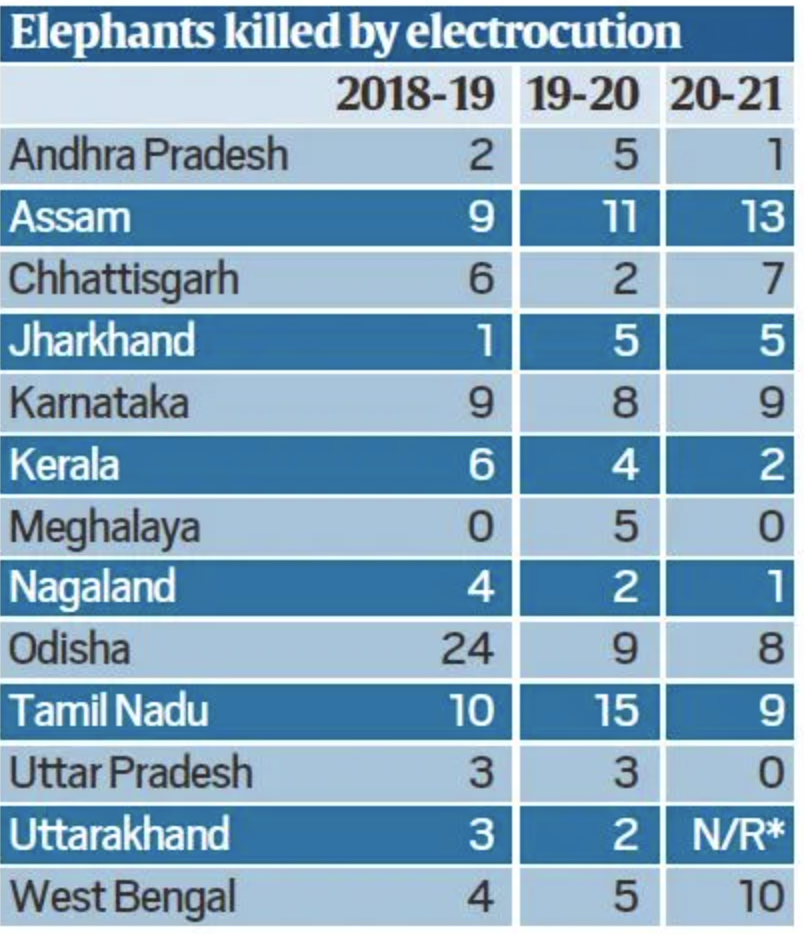 Elephants killed by electrocution
2018-19 19-20 20-21
Andhra Pradesh 2 5 1
Assam 9 11 13
Chhattisgarh 6 2 7
Jharkhand 1 5 5
Karnataka 9 8 9
Kerala 6 4 2
Meghalaya 0 5 0
Nagaland 4 2 1
Odisha 24 9 8
Tamil Nadu 10 15 9
Uttar Pradesh 3 3 0
Uttarakhand 3 2 N/R*
West Bengal 4 5 10